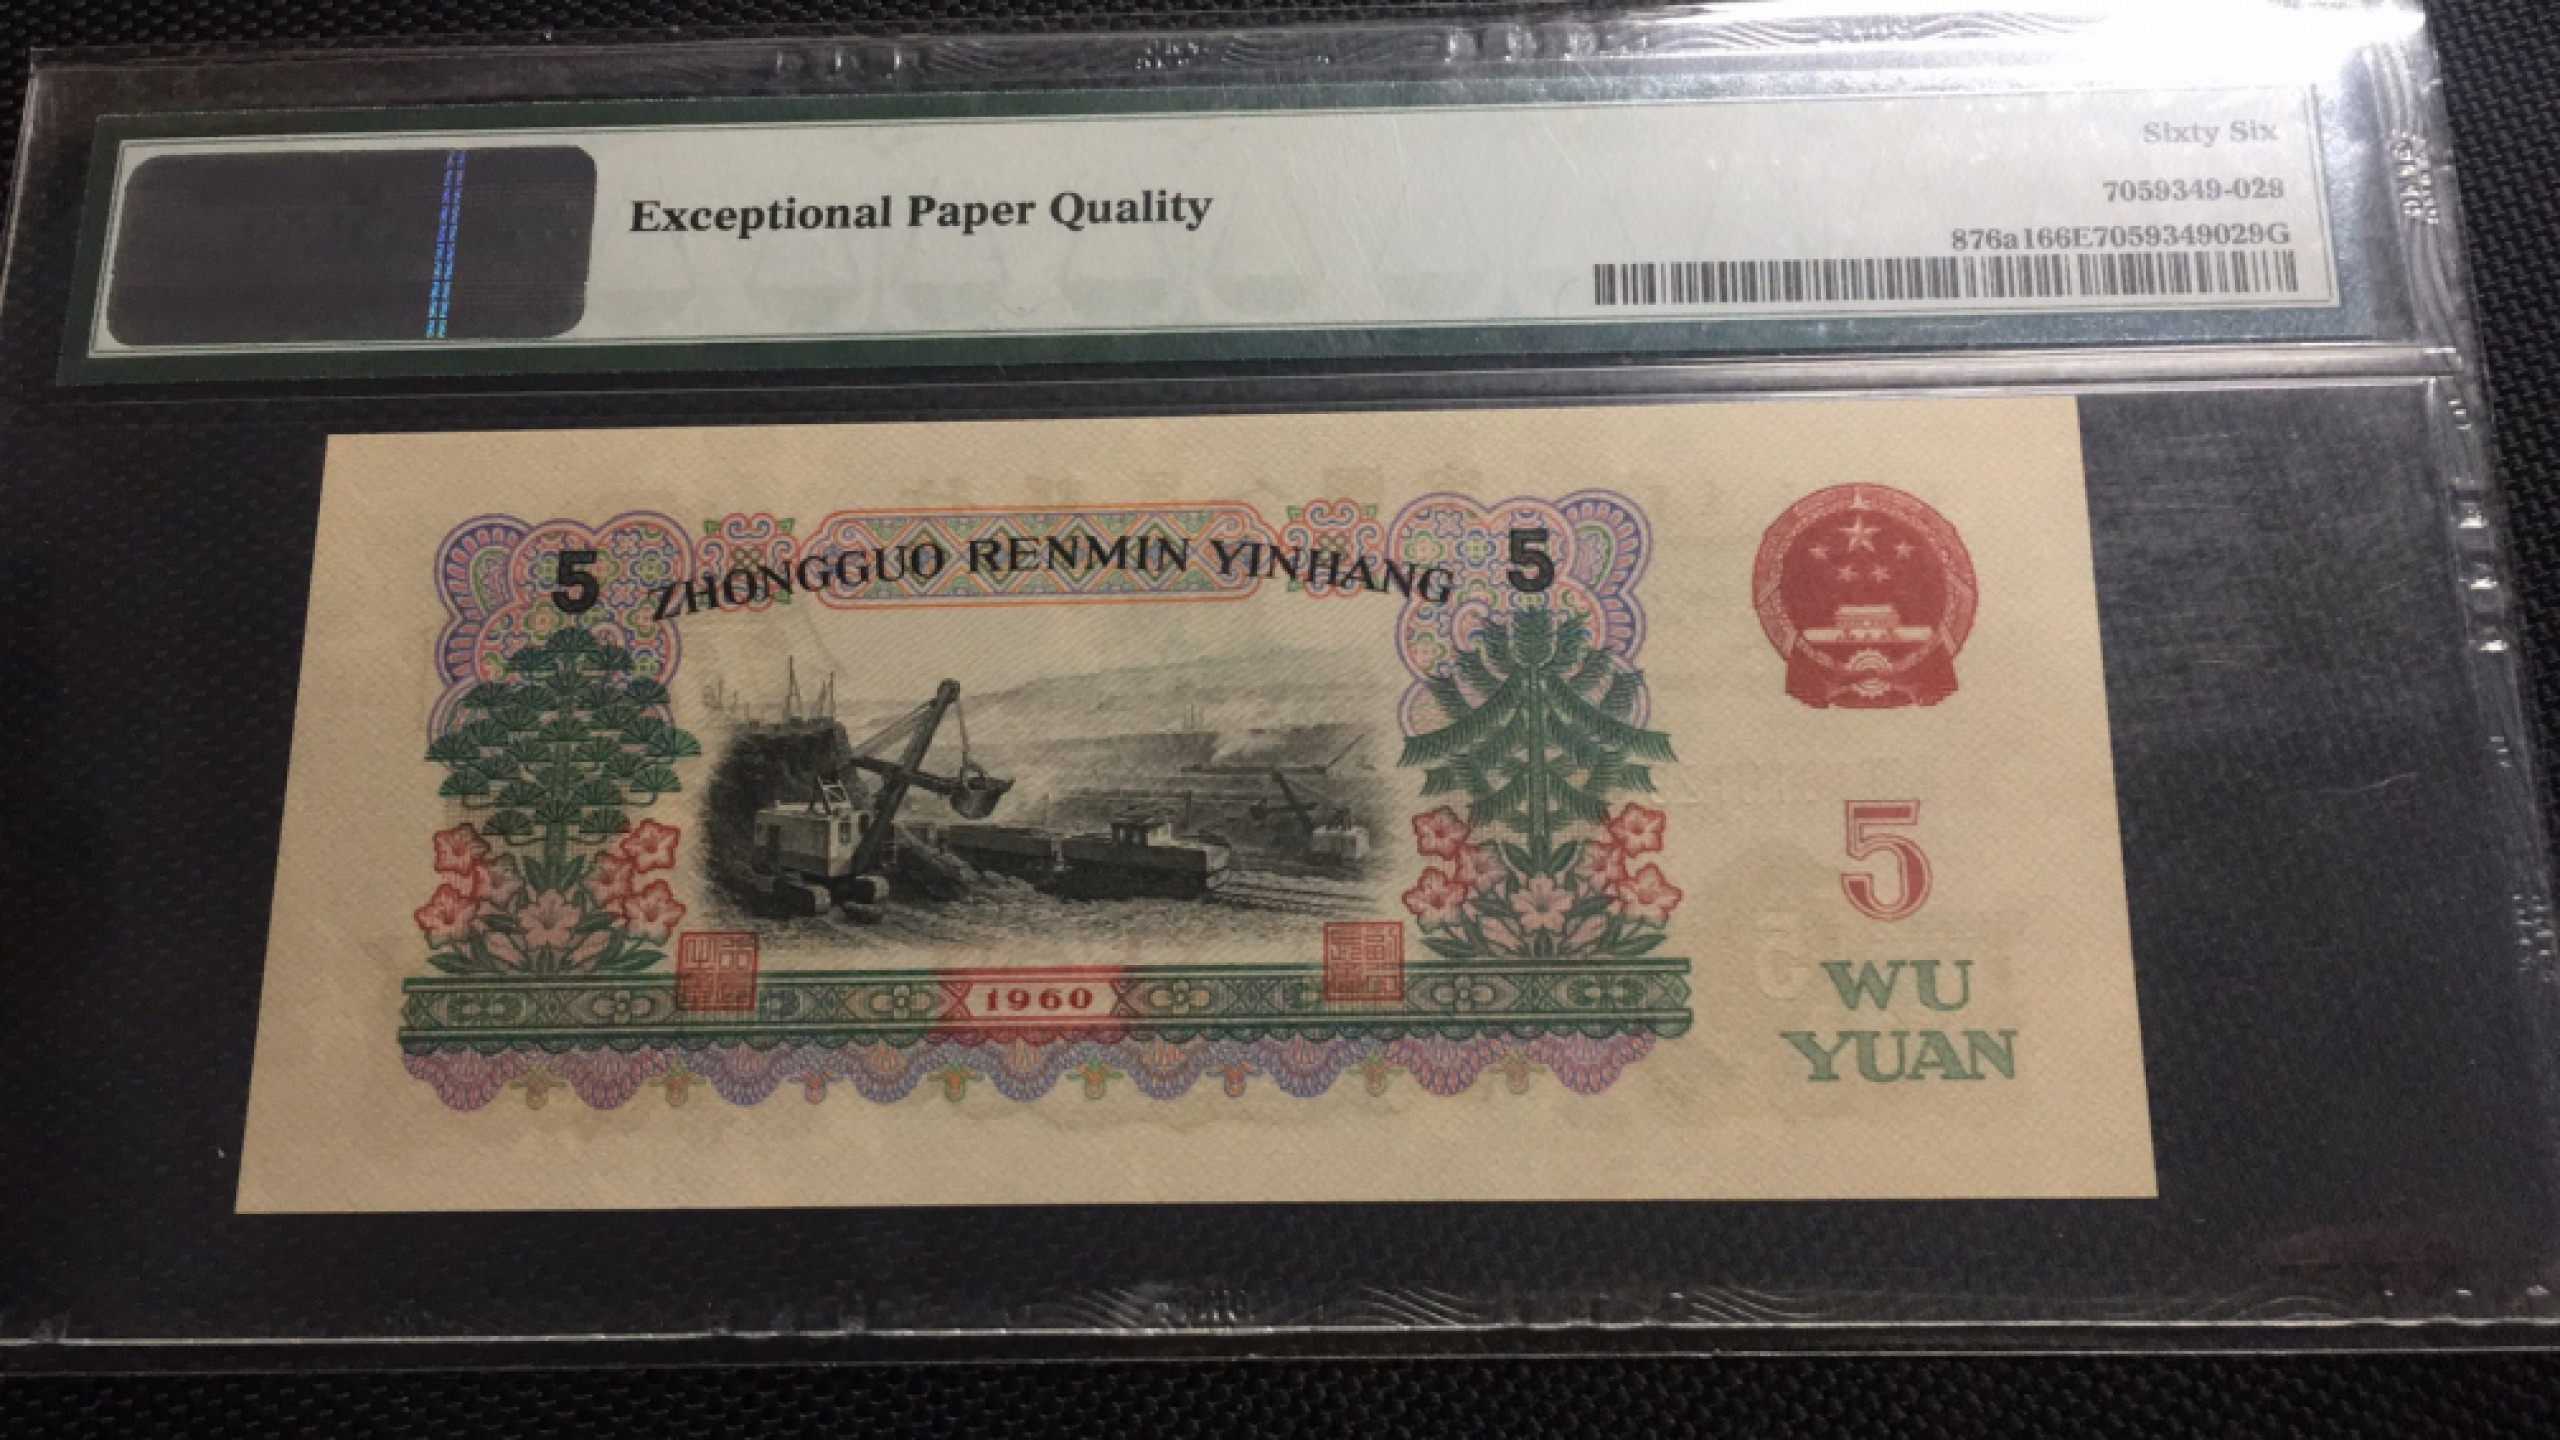 Sixty Six
Exceptional Paper Quality
7059349-028
876a166E7059349029G
5 ZHONGGUO RENMIN YINHANG 5
1960
5
WU
YUAN